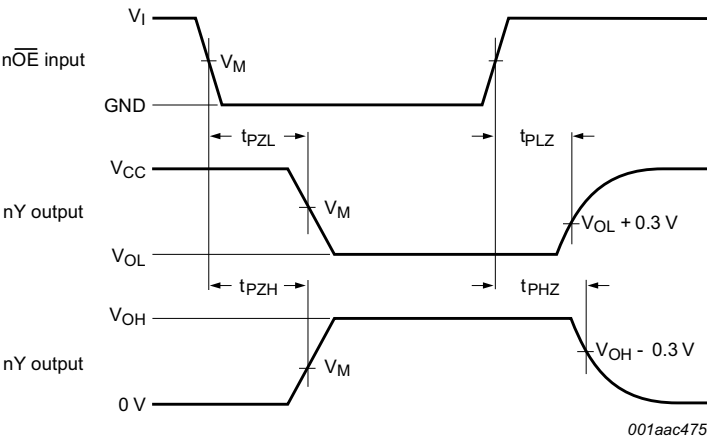 V_I
nO̅E̅ input
V_M
GND
t_PZL
t_PLZ
V_CC
nY output
V_M
V_OL + 0.3 V
V_OL
t_PZH
t_PHZ
V_OH
V_OH - 0.3 V
nY output
V_M
0 V
001aac475